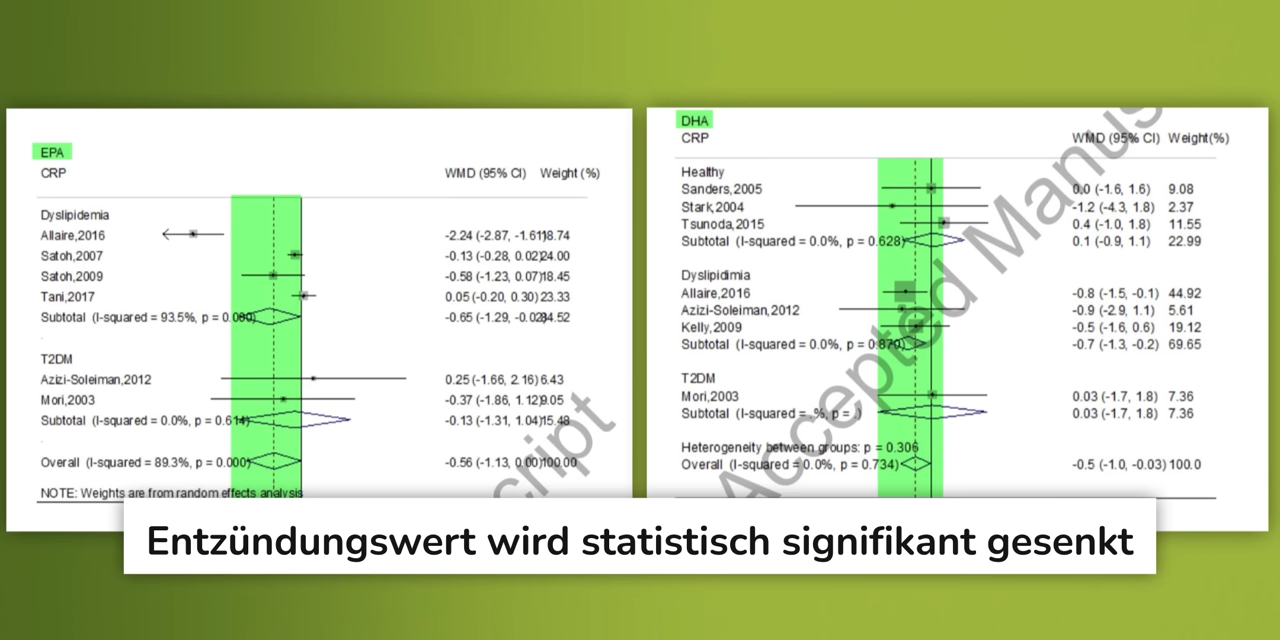 EPA
CRP WMD (95% CI) Weight (%)
Dyslipidemia
Allaire,2016 -2.24 (-2.87, -1.61)18.74
Satoh,2007 -0.13 (-0.28, 0.02)24.00
Satoh,2009 -0.58 (-1.23, 0.07)18.45
Tani,2017 0.05 (-0.20, 0.30) 23.33
Subtotal (I-squared = 93.5%, p = 0.000) -0.65 (-1.29, -0.02)84.52
.
T2DM
Azizi-Soleiman,2012 0.25 (-1.66, 2.16) 6.43
Mori,2003 -0.37 (-1.86, 1.12)9.05
Subtotal (I-squared = 0.0%, p = 0.614) -0.13 (-1.31, 1.04)15.48
.
Overall (I-squared = 89.3%, p = 0.000) -0.56 (-1.13, 0.00)100.00
NOTE: Weights are from random effects analysis
cript
DHA
CRP WMD (95% CI) Weight(%)
Healthy
Sanders,2005 0.0 (-1.6, 1.6) 9.08
Stark,2004 -1.2 (-4.3, 1.8) 2.37
Tsunoda,2015 0.4 (-1.0, 1.8) 11.55
Subtotal (I-squared = 0.0%, p = 0.628) 0.1 (-0.9, 1.1) 22.99
Dyslipidimia
Allaire,2016 -0.8 (-1.5, -0.1) 44.92
Azizi-Soleiman,2012 -0.9 (-2.9, 1.1) 5.61
Kelly,2009 -0.5 (-1.6, 0.6) 19.12
Subtotal (I-squared = 0.0%, p = 0.870) -0.7 (-1.3, -0.2) 69.65
T2DM
Mori,2003 0.03 (-1.7, 1.8) 7.36
Subtotal (I-squared = .%, p = .) 0.03 (-1.7, 1.8) 7.36
Heterogeneity between groups: p = 0.306
Overall (I-squared = 0.0%, p = 0.734) -0.5 (-1.0, -0.03) 100.0
Accepted Manus
Entzündungswert wird statistisch signifikant gesenkt